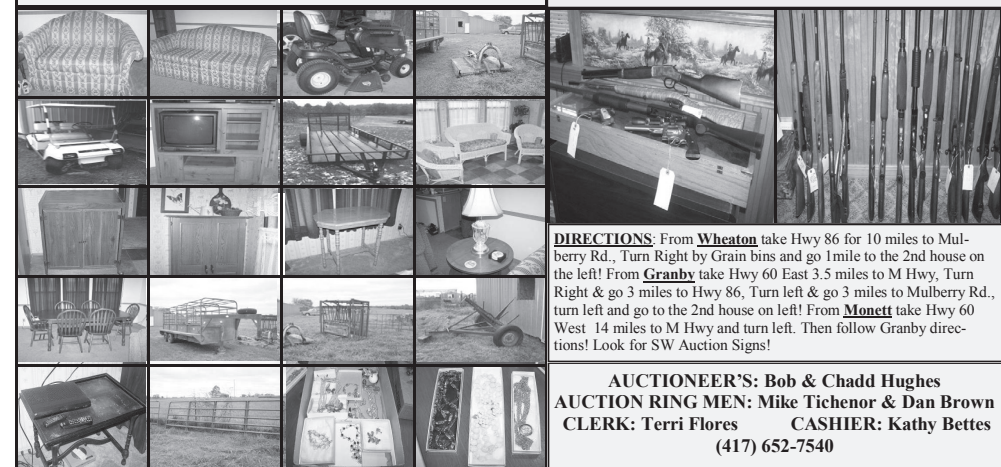 DIRECTIONS: From Wheaton take Hwy 86 for 10 miles to Mul-
berry Rd., Turn Right by Grain bins and go 1mile to the 2nd house on
the left! From Granby take Hwy 60 East 3.5 miles to M Hwy, Turn
Right & go 3 miles to Hwy 86, Turn left & go 3 miles to Mulberry Rd.,
turn left and go to the 2nd house on left! From Monett take Hwy 60
West 14 miles to M Hwy and turn left. Then follow Granby direc-
tions! Look for SW Auction Signs!
AUCTIONEER'S: Bob & Chadd Hughes
AUCTION RING MEN: Mike Tichenor & Dan Brown
CLERK: Terri Flores CASHIER: Kathy Bettes
(417) 652-7540